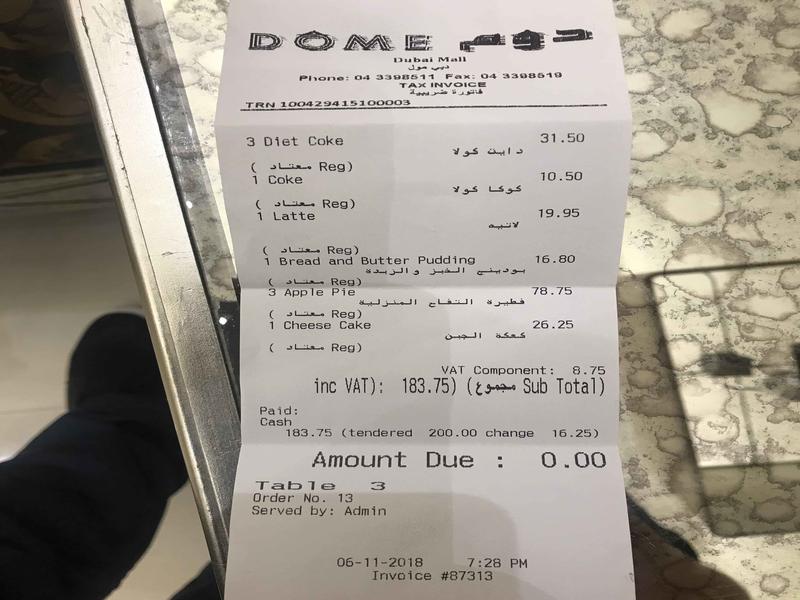 DOME دوم
Dubai Mall
دبي مول
Phone: 04 3398511 Fax: 04 3398519
TAX INVOICE
فاتورة ضريبية
TRN 100429415100003
3 Diet Coke 31.50
دايت كولا
( معتاد Reg)
1 Coke 10.50
كوكا كولا
( معتاد Reg)
1 Latte 19.95
لاتيه
( معتاد Reg)
1 Bread and Butter Pudding 16.80
بوديني الخبز والزبدة
( معتاد Reg)
3 Apple Pie 78.75
فطيرة التفاح المنزلية
( معتاد Reg)
1 Cheese Cake 26.25
كعكة الجبن
( معتاد Reg)
VAT Component: 8.75
inc VAT): 183.75) (مجموع Sub Total)
Paid:
Cash
183.75 (tendered 200.00 change 16.25)
Amount Due : 0.00
Table 3
Order No. 13
Served by: Admin
06-11-2018 7:28 PM
Invoice #87313